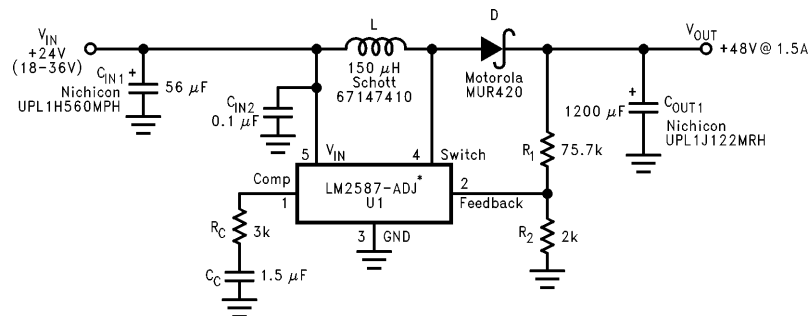 V_IN
+24V
(18-36V)
C_IN1 +
Nichicon
UPL1H560MPH
56 μF
C_IN2
0.1 μF
L
150 μH
Schott
67147410
D
Motorola
MUR420
V_OUT
+48V @ 1.5A
1200 μF
+
C_OUT1
Nichicon
UPL1J122MRH
R1 75.7k
5 V_IN
4 Switch
Comp
1
LM2587-ADJ*
U1
2
Feedback
3 GND
R_C 3k
C_C 1.5 μF
R2 2k